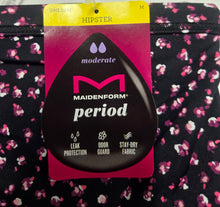 HIPSTER
M
moderate
MAIDENFORM®
period
LEAK PROTECTION
ODOR GUARD
STAY-DRY FABRIC